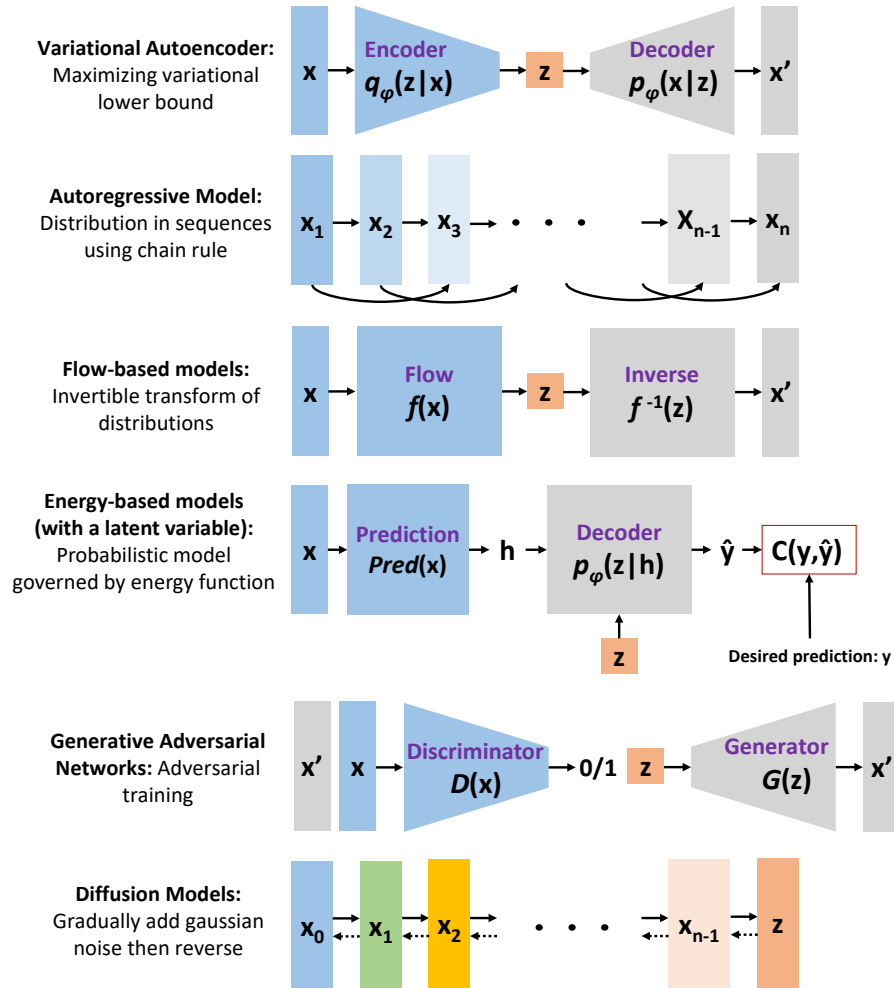 Variational Autoencoder:
Maximizing variational
lower bound
x
Encoder
qφ(z|x)
z
Decoder
pφ(x|z)
x’
Autoregressive Model:
Distribution in sequences
using chain rule
x1
x2
x3
. . .
Xn-1
xn
Flow-based models:
Invertible transform of
distributions
x
Flow
f(x)
z
Inverse
f -1(z)
x’
Energy-based models
(with a latent variable):
Probabilistic model
governed by energy function
x
Prediction
Pred(x)
h
Decoder
pφ(z|h)
ŷ
C(y,ŷ)
z
Desired prediction: y
Generative Adversarial
Networks: Adversarial
training
x’
x
Discriminator
D(x)
0/1
z
Generator
G(z)
x’
Diffusion Models:
Gradually add gaussian
noise then reverse
x0
x1
x2
. . .
xn-1
z